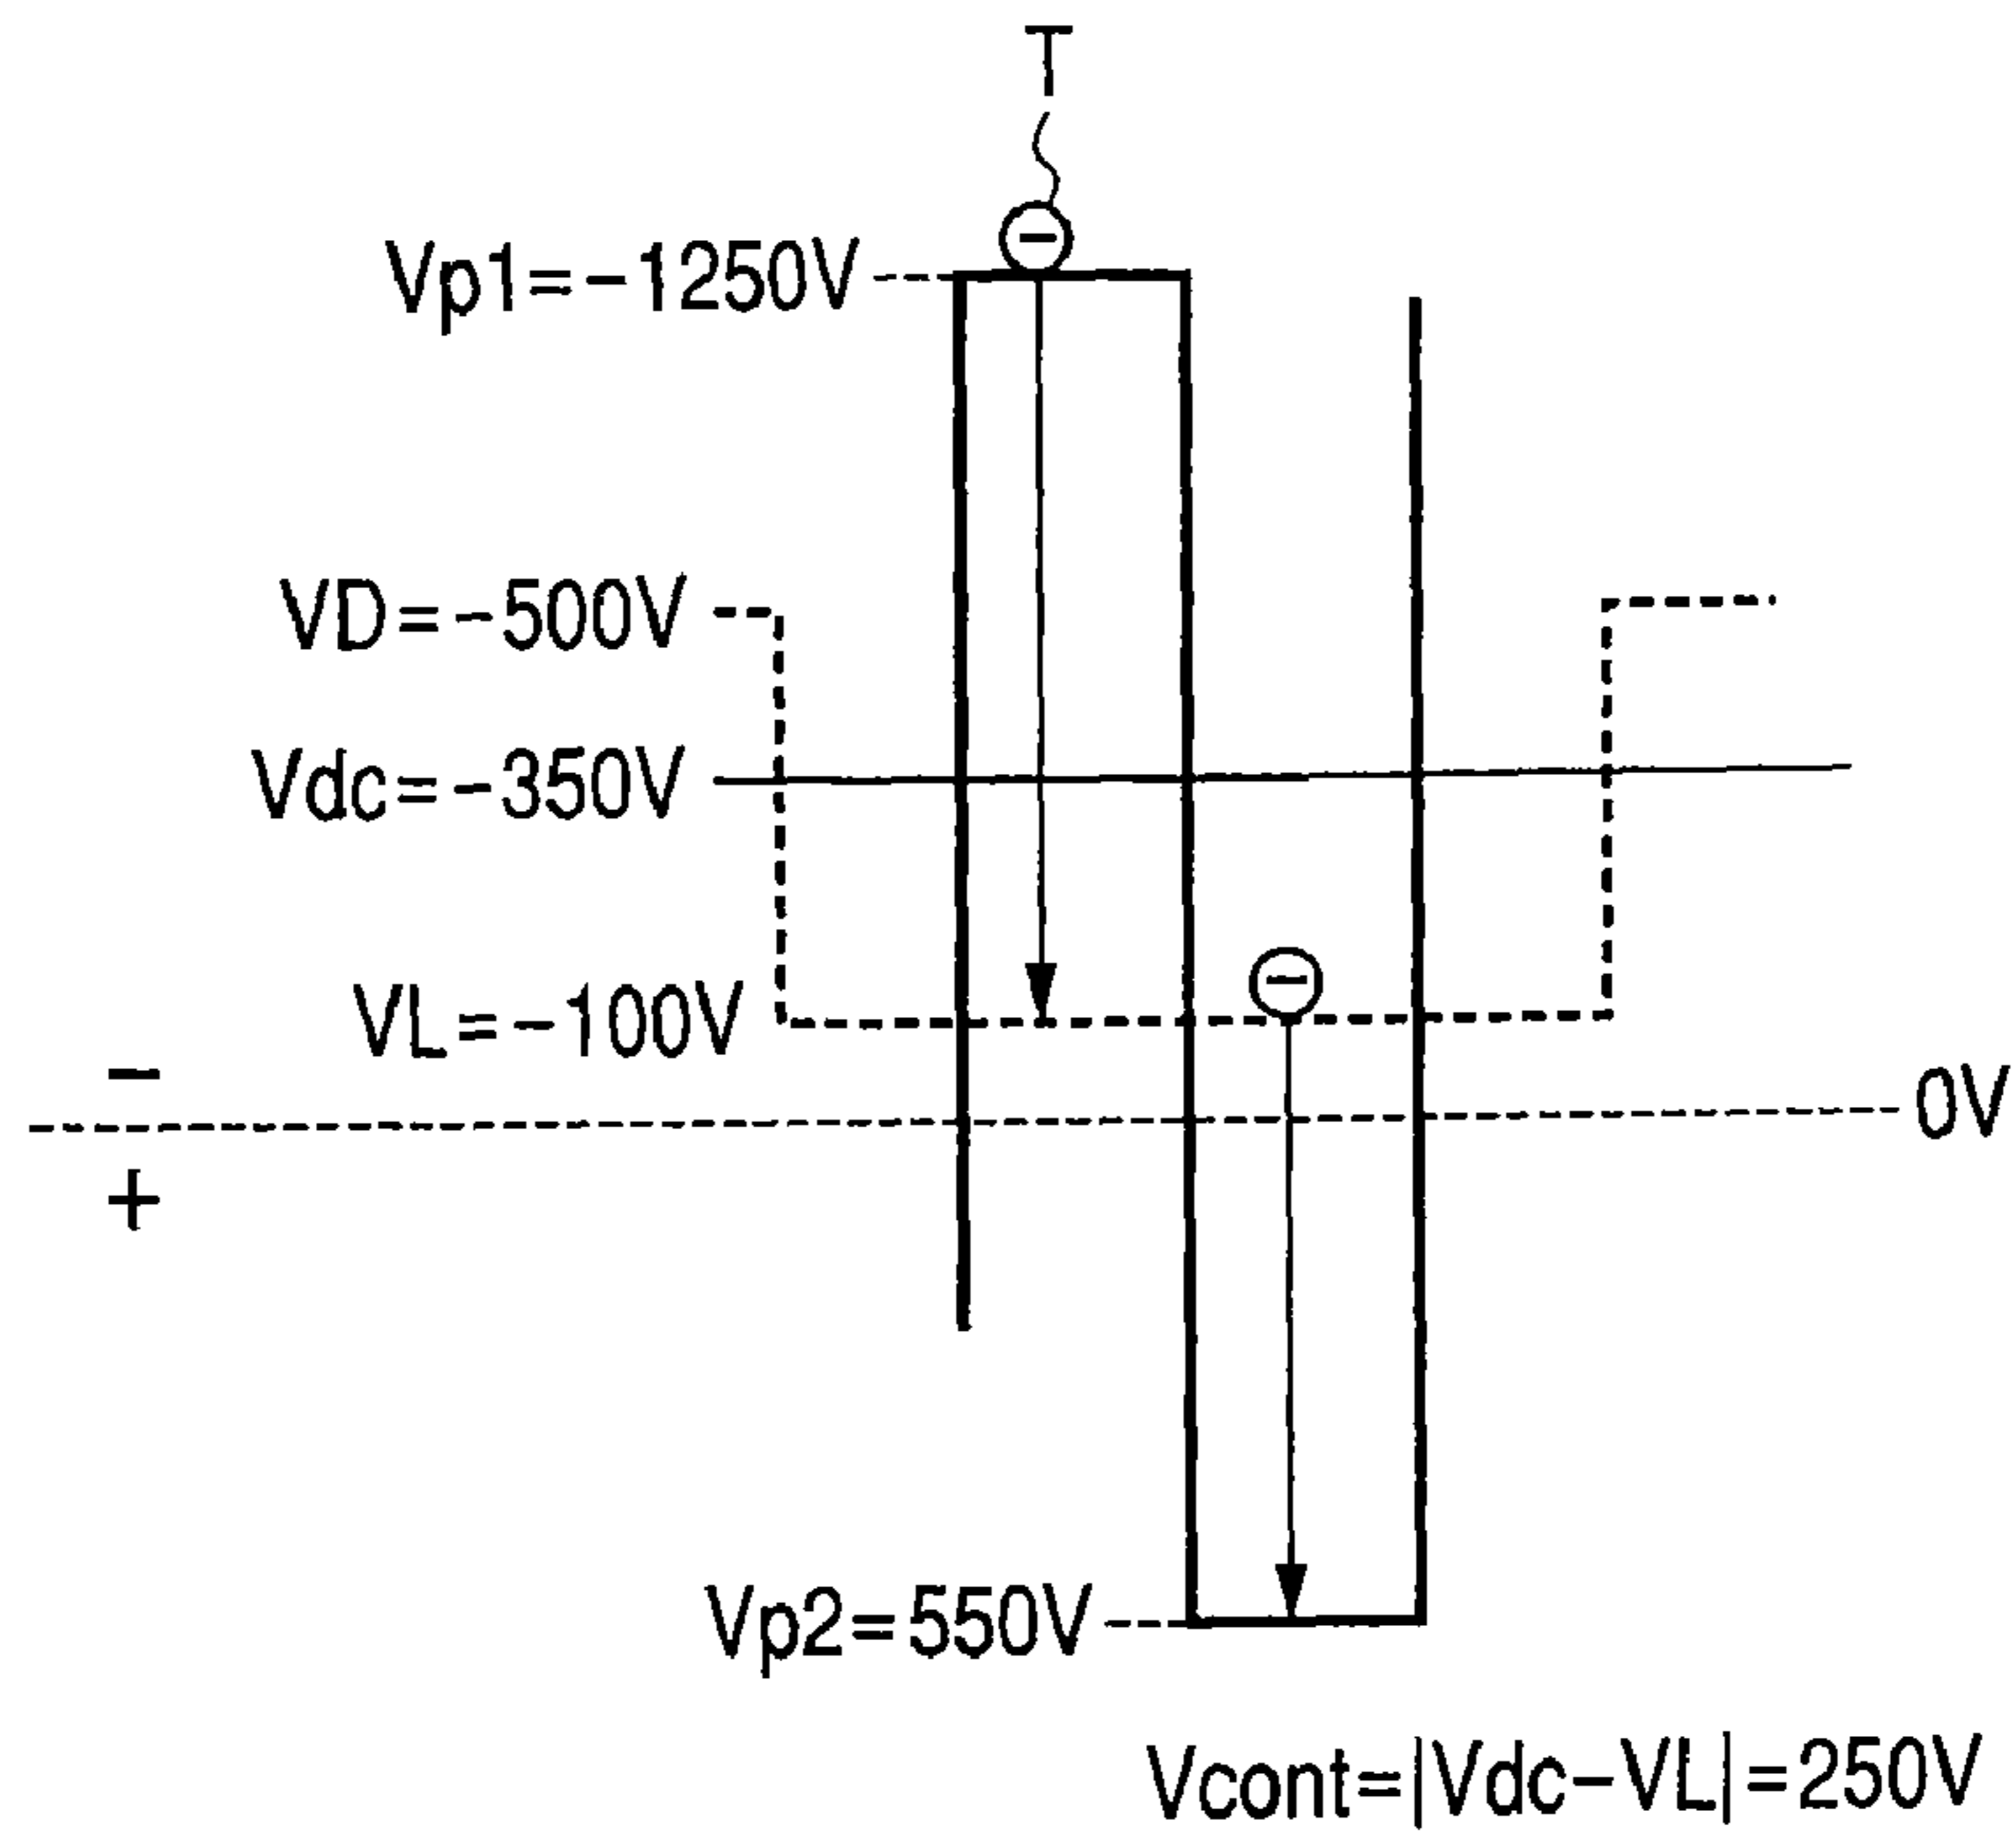 T
Vp1=-1250V
VD=-500V
Vdc=-350V
VL=-100V
-
0V
+
Vp2=550V
Vcont=|Vdc-VL|=250V